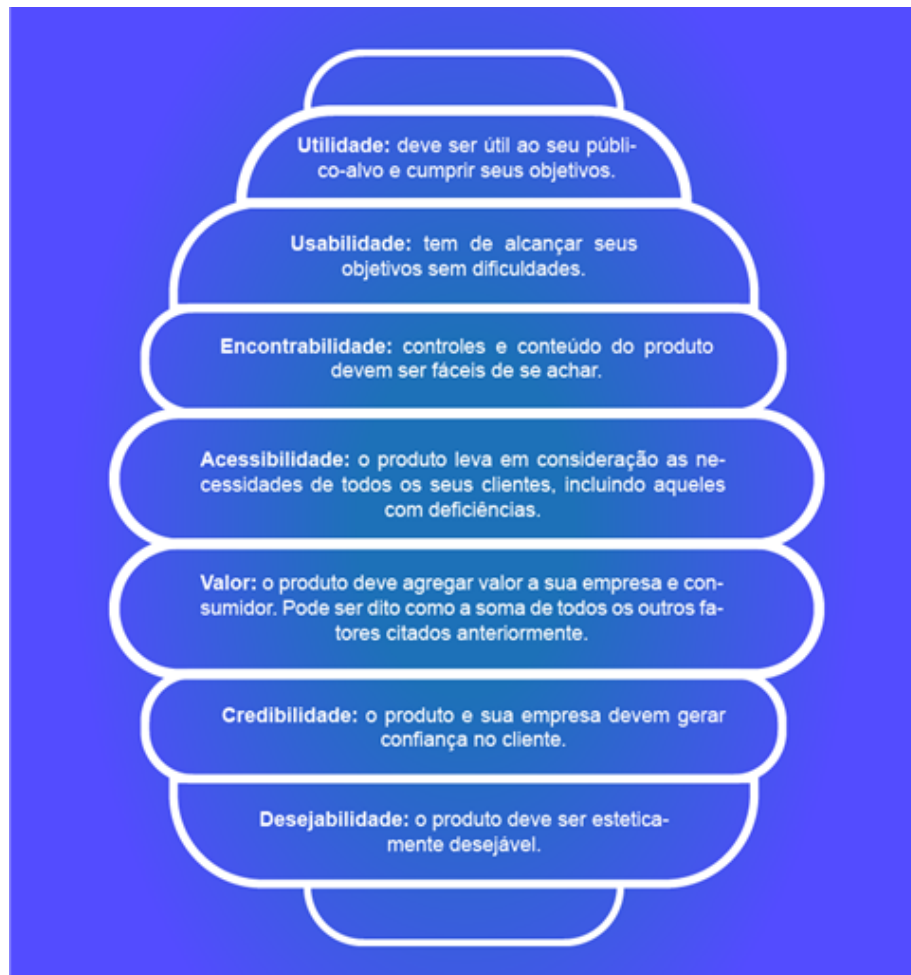 Utilidade: deve ser útil ao seu públi-
co-alvo e cumprir seus objetivos.
Usabilidade: tem de alcançar seus
objetivos sem dificuldades.
Encontrabilidade: controles e conteúdo do produto
devem ser fáceis de se achar.
Acessibilidade: o produto leva em consideração as ne-
cessidades de todos os seus clientes, incluindo aqueles
com deficiências.
Valor: o produto deve agregar valor a sua empresa e con-
sumidor. Pode ser dito como a soma de todos os outros fa-
tores citados anteriormente.
Credibilidade: o produto e sua empresa devem gerar
confiança no cliente.
Desejabilidade: o produto deve ser estetica-
mente desejável.